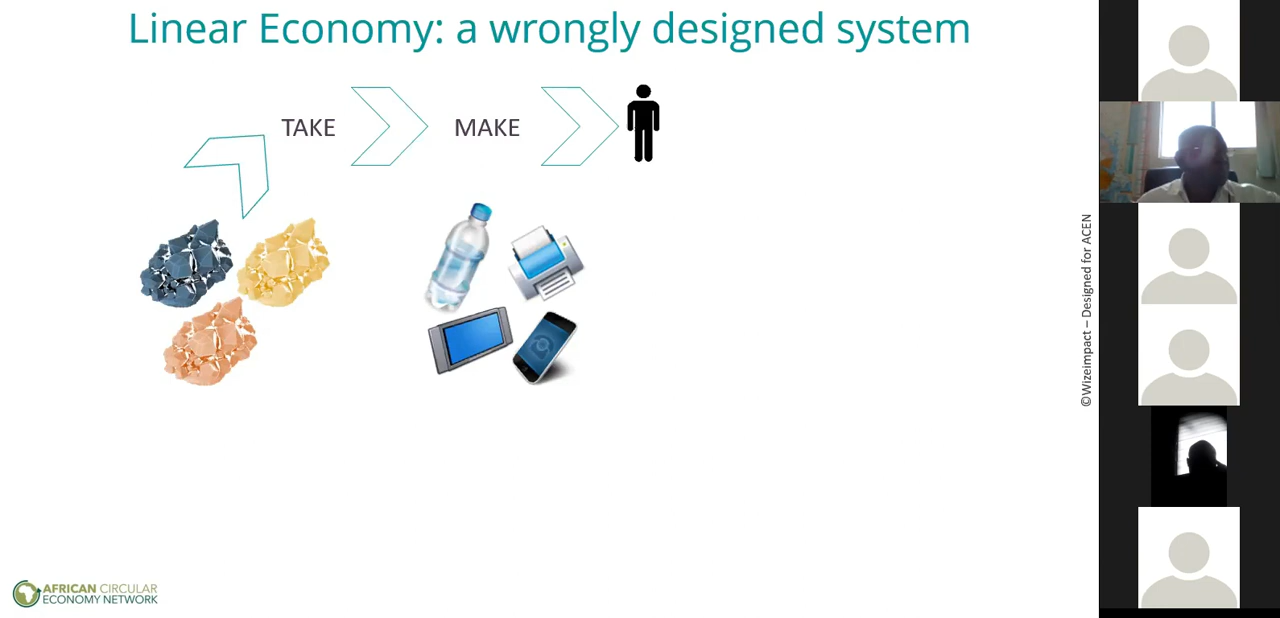 Linear Economy: a wrongly designed system
TAKE
MAKE
©Wizeimpact – Designed for ACEN
AFRICAN CIRCULAR
ECONOMY NETWORK